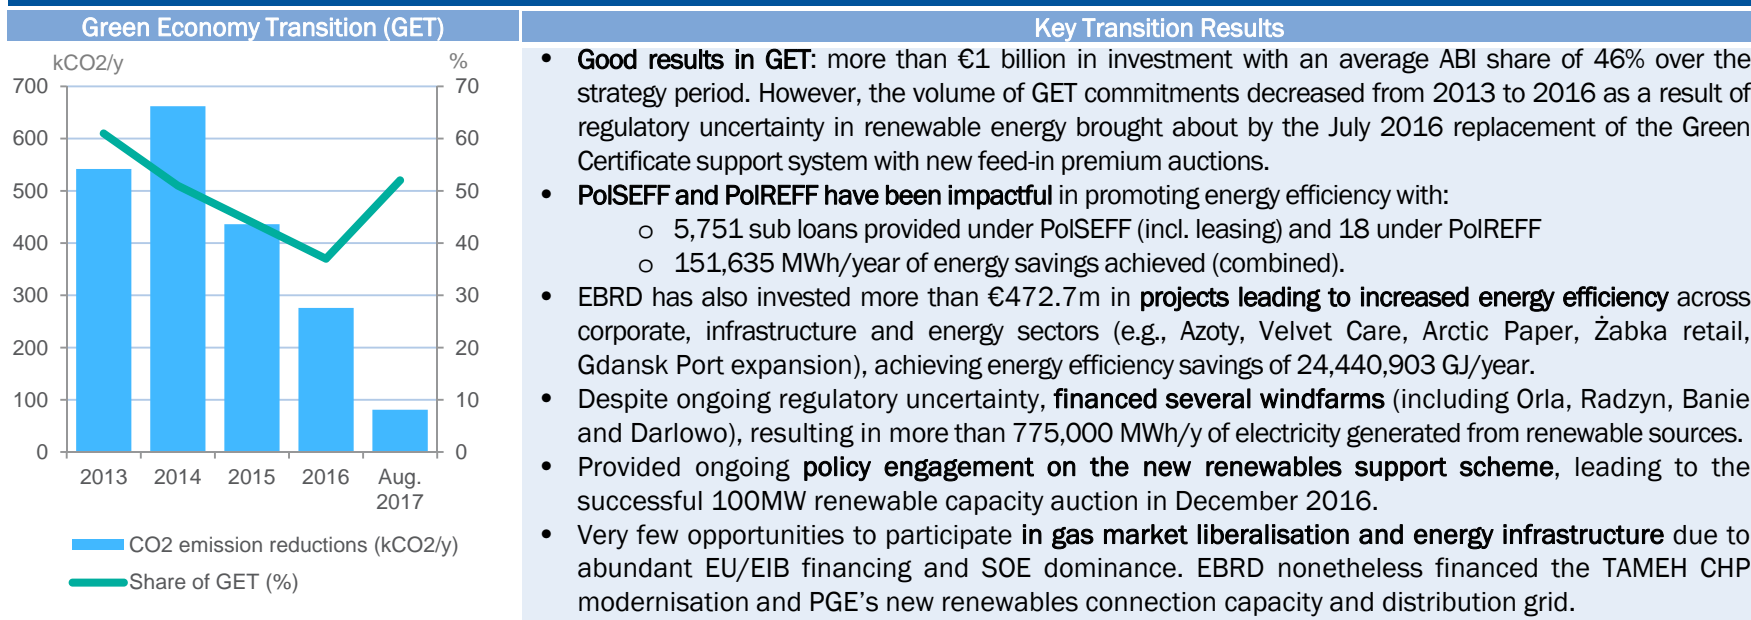 Green Economy Transition (GET)
kCO2/y
%
700
600
500
400
300
200
100
0
70
60
50
40
30
20
10
0
2013
2014
2015
2016
Aug.
2017
CO2 emission reductions (kCO2/y)
Share of GET (%)
Key Transition Results
• Good results in GET: more than €1 billion in investment with an average ABI share of 46% over the
strategy period. However, the volume of GET commitments decreased from 2013 to 2016 as a result of
regulatory uncertainty in renewable energy brought about by the July 2016 replacement of the Green
Certificate support system with new feed-in premium auctions.
• PolSEFF and PolREFF have been impactful in promoting energy efficiency with:
o 5,751 sub loans provided under PolSEFF (incl. leasing) and 18 under PolREFF
o 151,635 MWh/year of energy savings achieved (combined).
• EBRD has also invested more than €472.7m in projects leading to increased energy efficiency across
corporate, infrastructure and energy sectors (e.g., Azoty, Velvet Care, Arctic Paper, Żabka retail,
Gdansk Port expansion), achieving energy efficiency savings of 24,440,903 GJ/year.
• Despite ongoing regulatory uncertainty, financed several windfarms (including Orla, Radzyn, Banie
and Darlowo), resulting in more than 775,000 MWh/y of electricity generated from renewable sources.
• Provided ongoing policy engagement on the new renewables support scheme, leading to the
successful 100MW renewable capacity auction in December 2016.
• Very few opportunities to participate in gas market liberalisation and energy infrastructure due to
abundant EU/EIB financing and SOE dominance. EBRD nonetheless financed the TAMEH CHP
modernisation and PGE’s new renewables connection capacity and distribution grid.